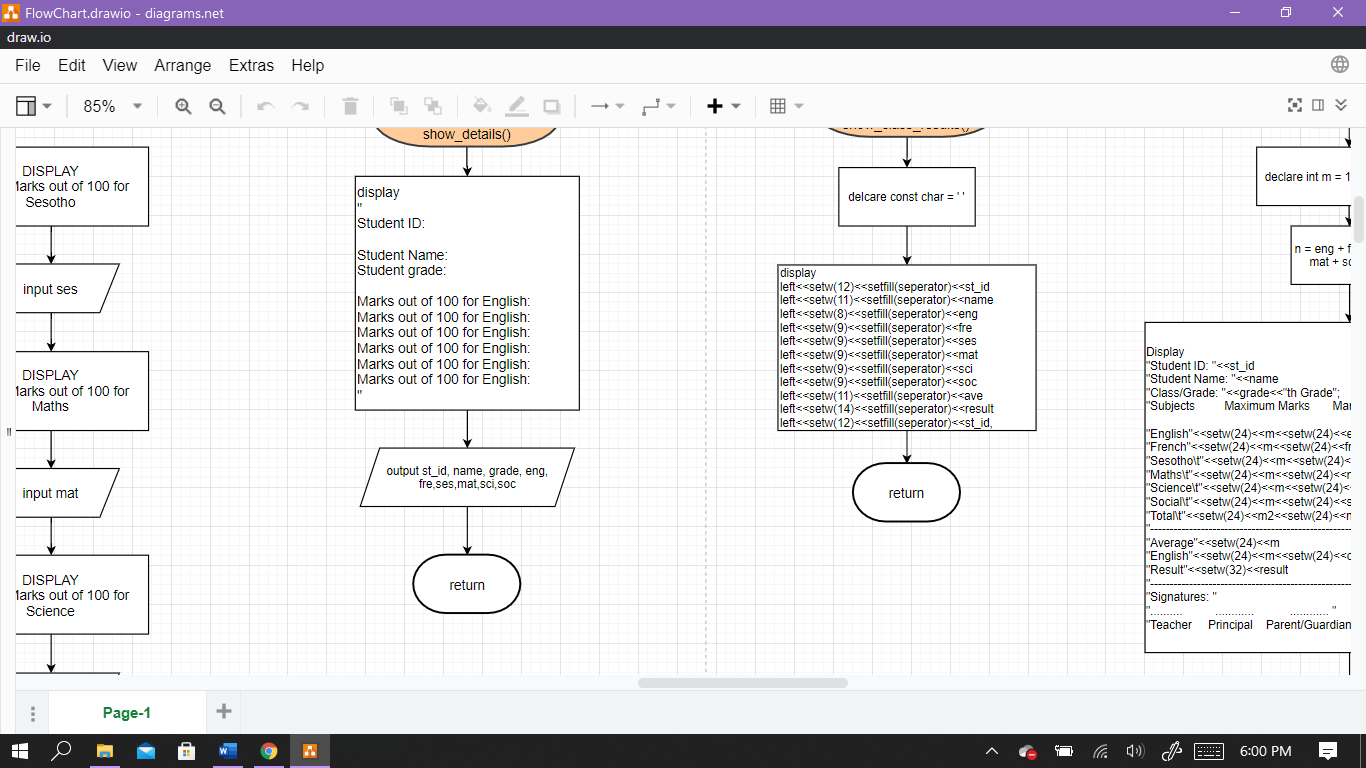 FlowChart.drawio - diagrams.net
draw.io
File Edit View Arrange Extras Help
85%
DISPLAY
Marks out of 100 for
Sesotho
input ses
DISPLAY
Marks out of 100 for
Maths
input mat
DISPLAY
Marks out of 100 for
Science
show_details()
display
"
Student ID:
Student Name:
Student grade:
Marks out of 100 for English:
Marks out of 100 for English:
Marks out of 100 for English:
Marks out of 100 for English:
Marks out of 100 for English:
Marks out of 100 for English:
"
output st_id, name, grade, eng,
fre,ses,mat,sci,soc
return
delcare const char = ' '
display
left<<setw(12)<<setfill(seperator)<<st_id
left<<setw(11)<<setfill(seperator)<<name
left<<setw(8)<<setfill(seperator)<<eng
left<<setw(9)<<setfill(seperator)<<fre
left<<setw(9)<<setfill(seperator)<<ses
left<<setw(9)<<setfill(seperator)<<mat
left<<setw(9)<<setfill(seperator)<<sci
left<<setw(9)<<setfill(seperator)<<soc
left<<setw(11)<<setfill(seperator)<<ave
left<<setw(14)<<setfill(seperator)<<result
left<<setw(12)<<setfill(seperator)<<st_id,
return
declare int m = 1
n = eng + f
mat + sc
Display
"Student ID: "<<st_id
"Student Name: "<<name
"Class/Grade: "<<grade<<"th Grade";
"Subjects Maximum Marks Mar
"English"<<setw(24)<<m<<setw(24)<<e
"French"<<setw(24)<<m<<setw(24)<<fr
"Sesotho\t"<<setw(24)<<m<<setw(24)<
"Maths\t"<<setw(24)<<m<<setw(24)<<m
"Science\t"<<setw(24)<<m<<setw(24)<<
"Social\t"<<setw(24)<<m<<setw(24)<<s
"Total\t"<<setw(24)<<m2<<setw(24)<<n
"--------------------------------------------------
"Average"<<setw(24)<<m
"English"<<setw(24)<<m<<setw(24)<<c
"Result"<<setw(32)<<result
"--------------------------------------------------
"Signatures: "
".......... ............ ............ "
"Teacher Principal Parent/Guardian
Page-1
6:00 PM